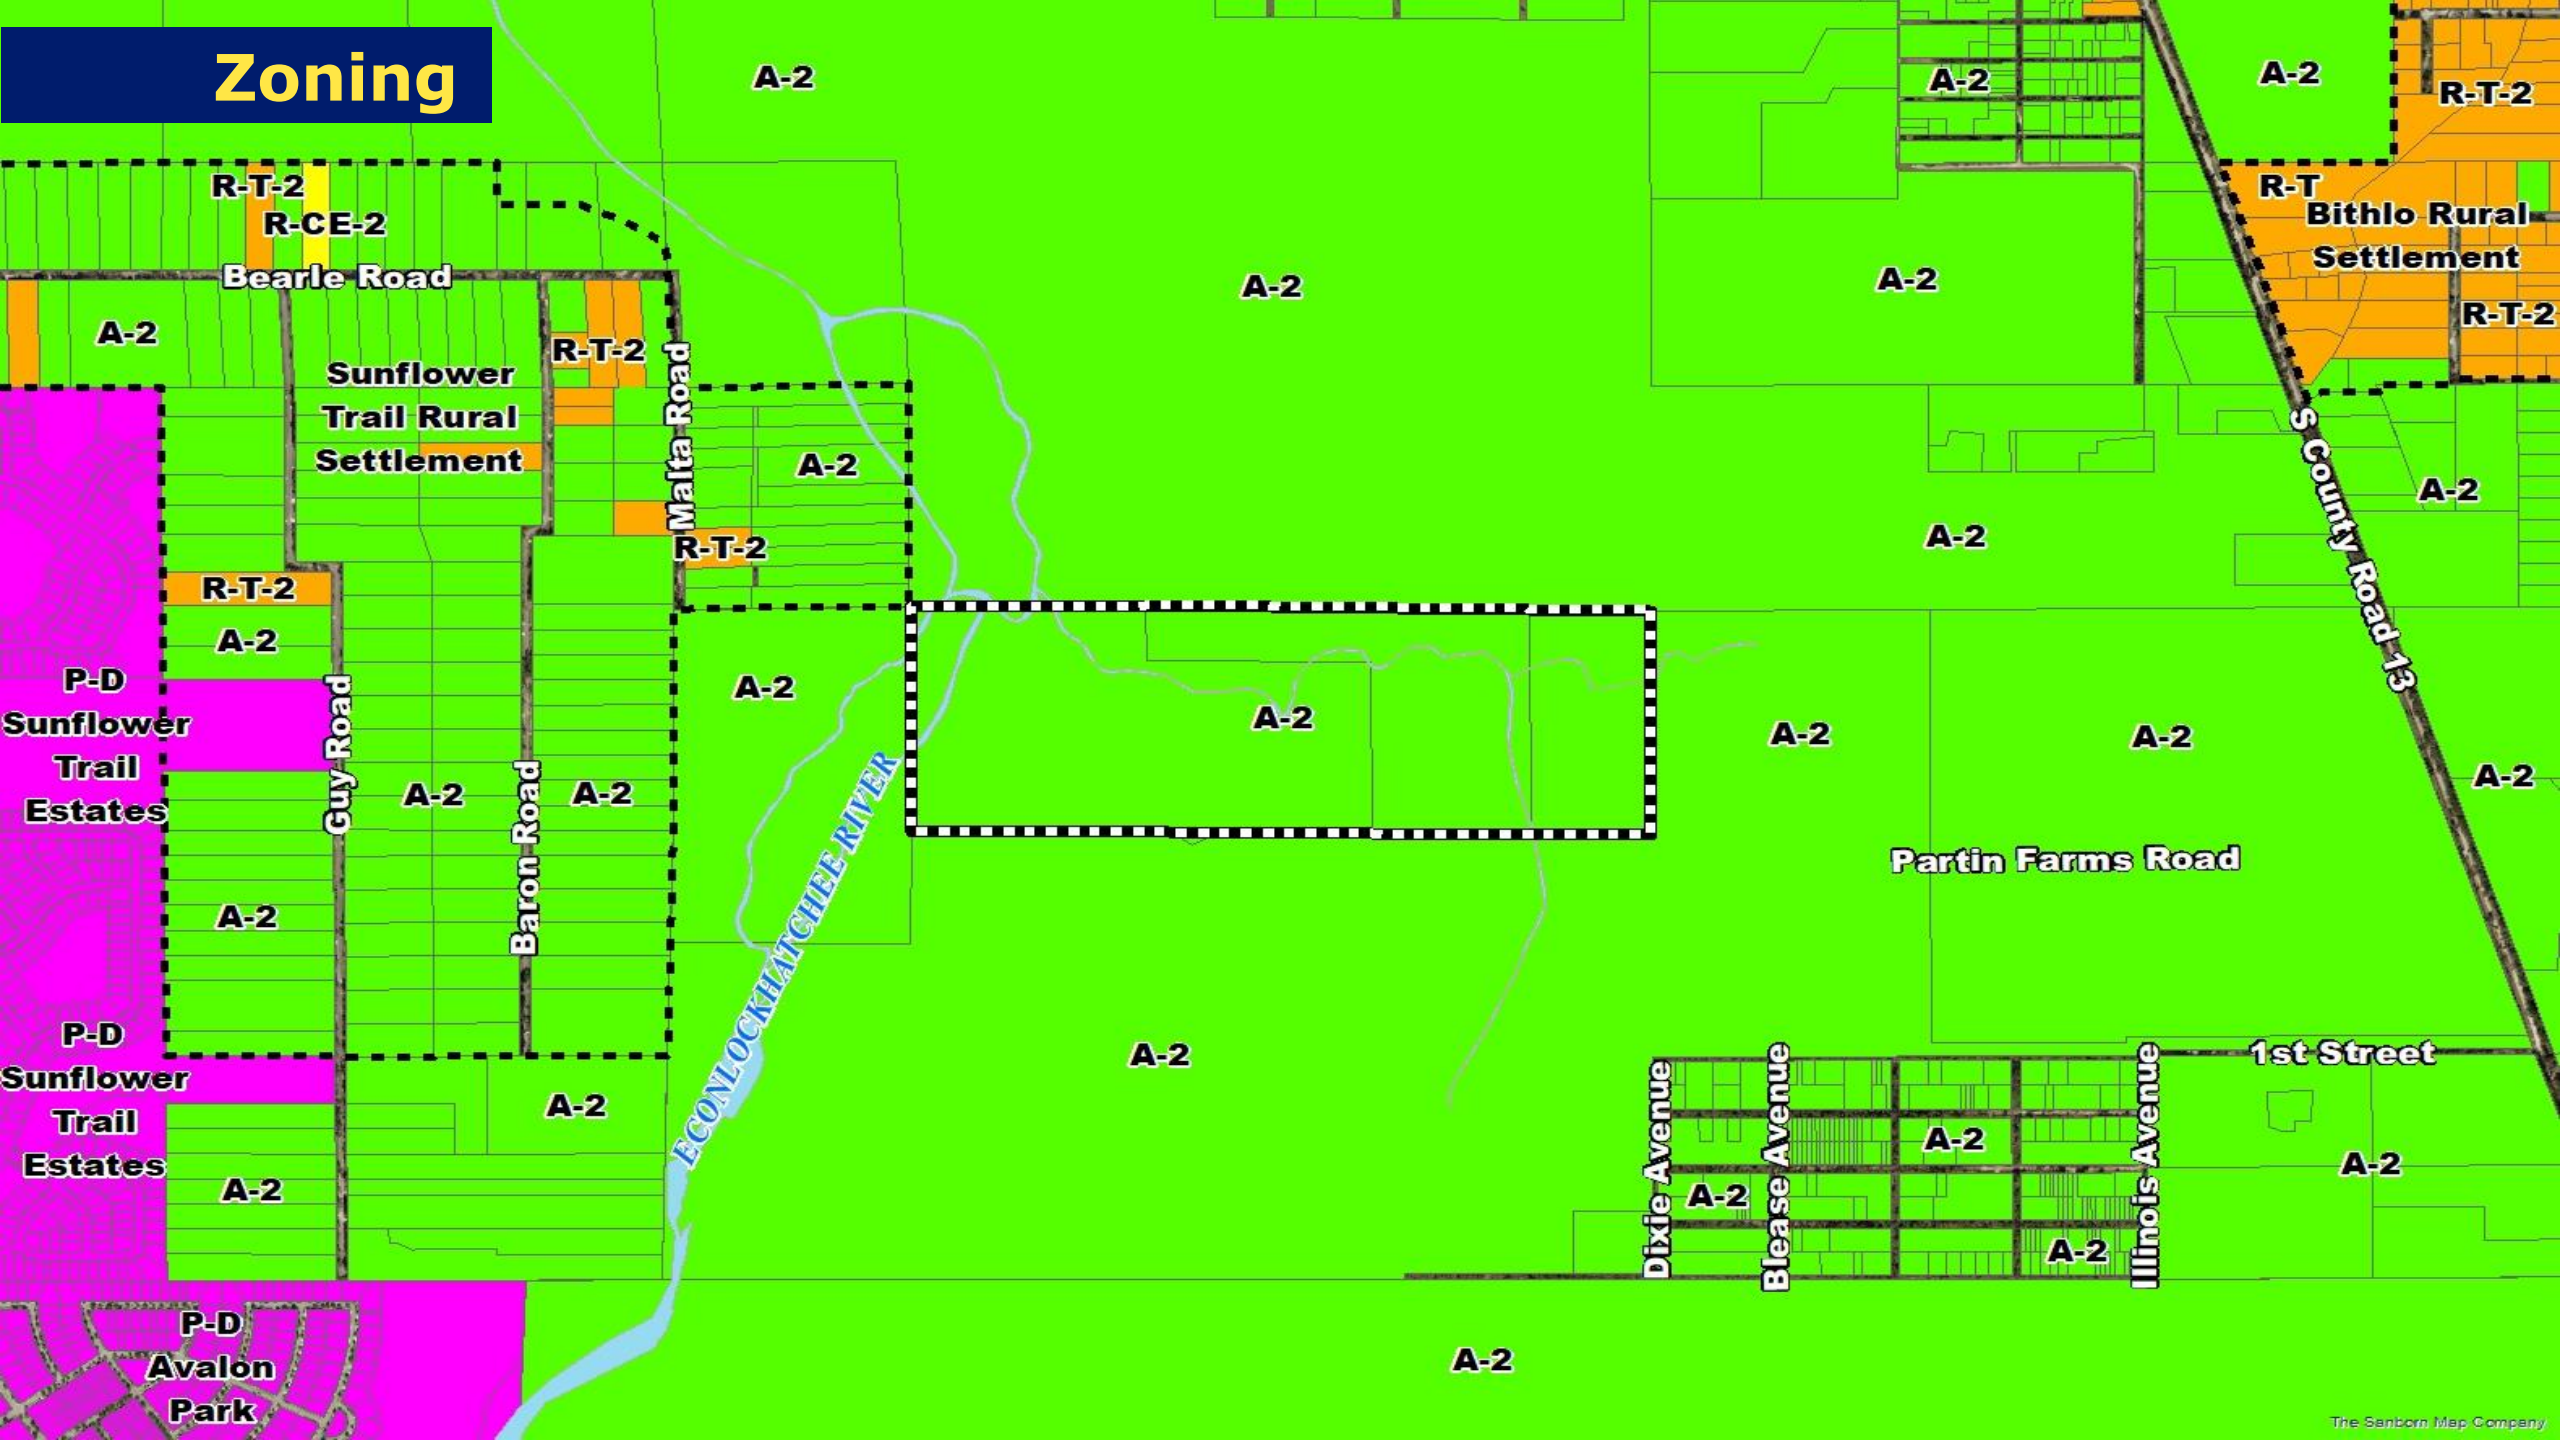 Zoning
A-2
A-2
A-2
R-T-2
R-T-2
R-CE-2
R-T
Bithlo Rural
Settlement
Bearle Road
A-2
A-2
R-T-2
A-2
R-T-2
Sunflower
Trail Rural
Settlement
Malta Road
A-2
S County Road 13
A-2
A-2
R-T-2
R-T-2
A-2
P-D
Sunflower
Trail
Estates
Guy Road
A-2
A-2
A-2
A-2
A-2
A-2
Baron Road
A-2
ECONLOCKHATCHEE RIVER
Partin Farms Road
A-2
P-D
Sunflower
Trail
Estates
A-2
A-2
1st Street
Dixie Avenue
Blease Avenue
Illinois Avenue
A-2
A-2
A-2
A-2
A-2
P-D
Avalon
Park
A-2
The Sanborn Map Company